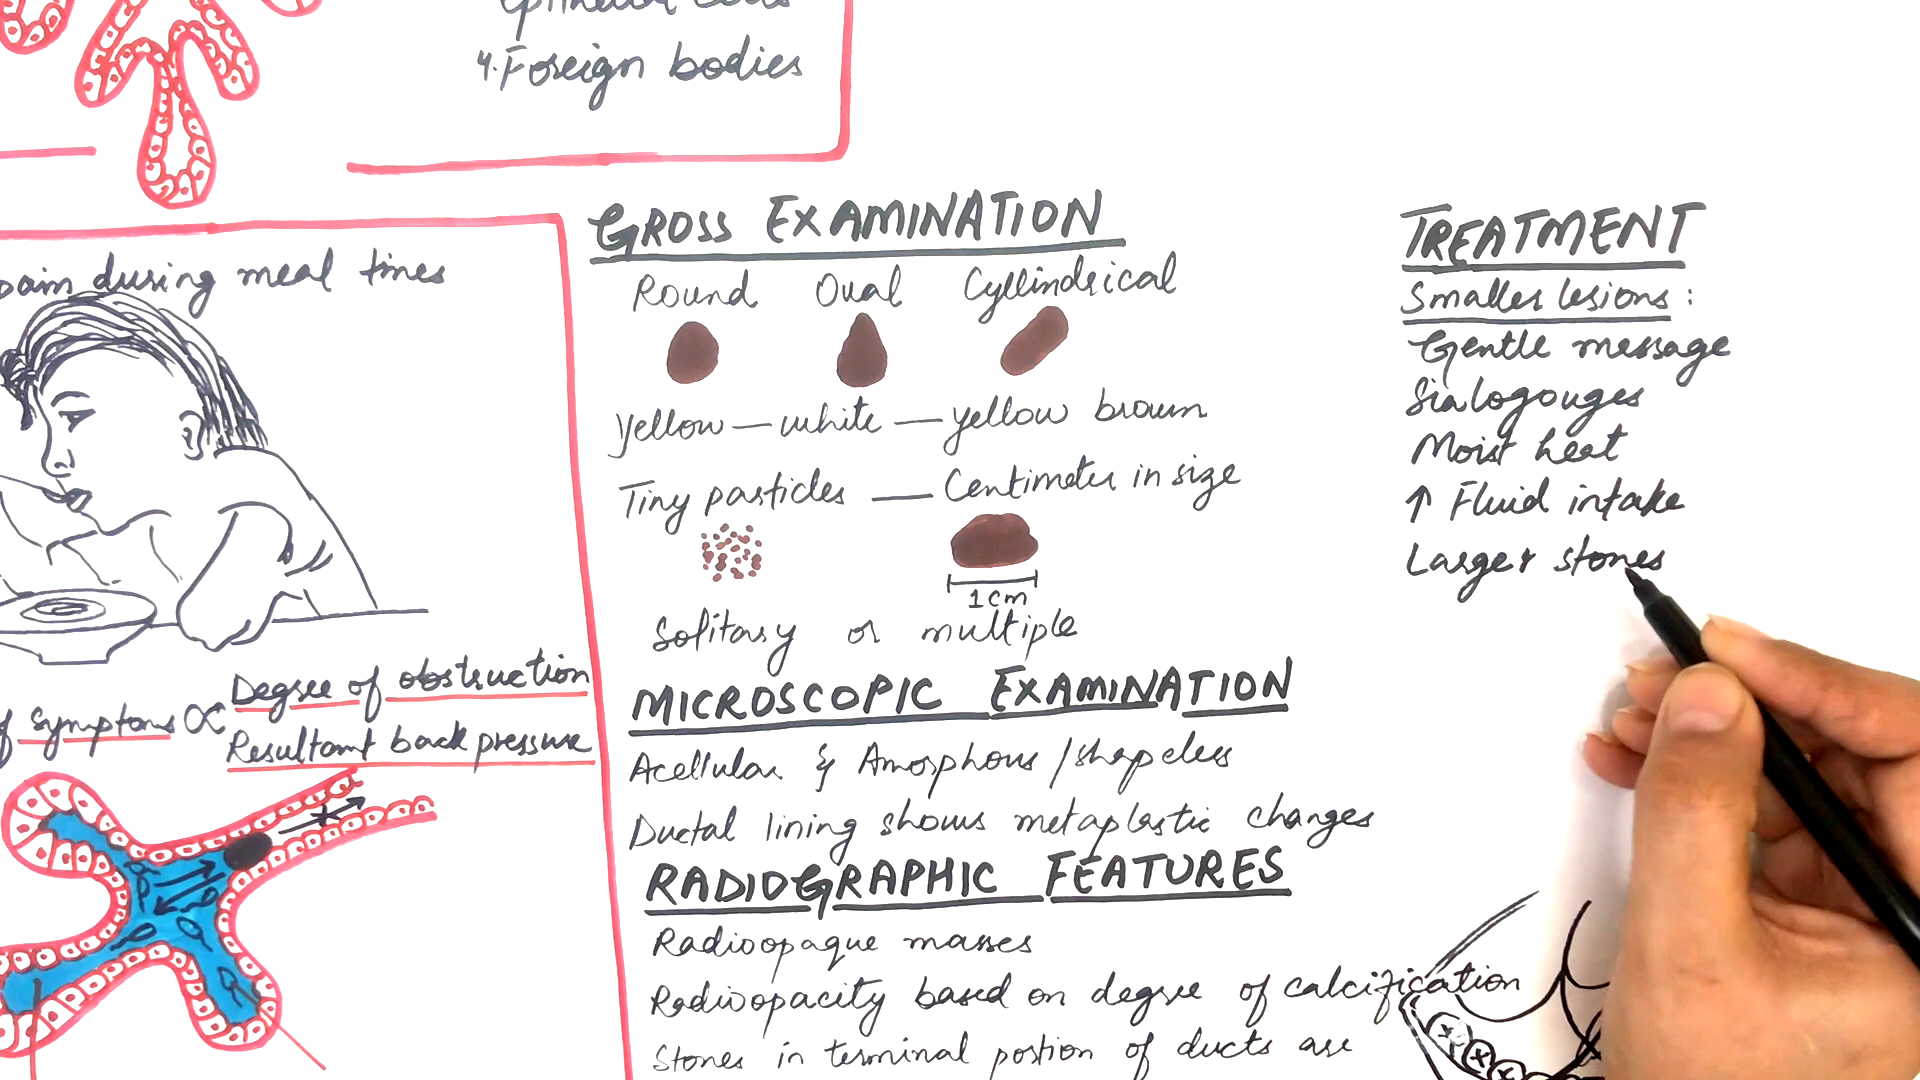 4. Foreign bodies
pain during meal times
of symptoms ∝
Degree of obstruction
Resultant back pressure
GROSS EXAMINATION
Round Oval Cyllindrical
Yellow — white — yellow brown
Tiny particles — Centimeter in size
1cm
Solitary or multiple
MICROSCOPIC EXAMINATION
Acellular & Amorphous / shapeless
Ductal lining shows metaplastic changes
RADIOGRAPHIC FEATURES
Radioopaque masses
Radioopacity based on degree of calcification
Stones in terminal portion of ducts are
TREATMENT
Smaller lesions :
Gentle message
Sialogouges
Moist heat
↑ Fluid intake
Larger stones